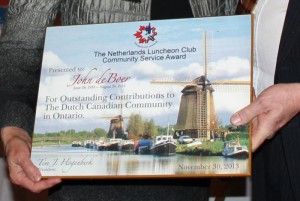 The Netherlands Luncheon Club
Community Service Award
Presented to
John deBoer
For Outstanding Contributions to
The Dutch Canadian Community
in Ontario.
November 30, 2013